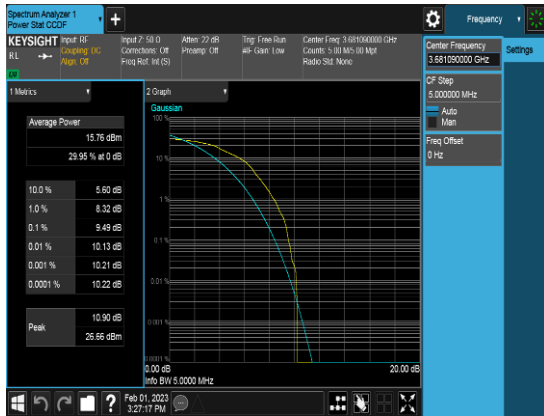 Spectrum Analyzer 1
Power Stat CCDF
+
Frequency
KEYSIGHT
RL
Input: RF
Coupling: DC
Align: Off
Input Z: 50 Ω
Corrections: Off
Freq Ref: Int (S)
Atten: 22 dB
Preamp: Off
Trig: Free Run
#IF Gain: Low
Center Freq: 3.681090000 GHz
Counts: 5.00 M/5.00 Mpt
Radio Std: None
1 Metrics
Average Power
15.76 dBm
29.95 % at 0 dB
10.0 % 5.60 dB
1.0 % 8.32 dB
0.1 % 9.49 dB
0.01 % 10.13 dB
0.001 % 10.21 dB
0.0001 % 10.22 dB
Peak
10.90 dB
26.66 dBm
2 Graph
Gaussian
100 %
10 %
1 %
0.1 %
0.01 %
0.001 %
0.0001 %
0.00 dB 20.00 dB
Info BW 5.0000 MHz
Center Frequency
3.681090000 GHz
Settings
CF Step
5.000000 MHz
Auto
Man
Freq Offset
0 Hz
?
Feb 01, 2023
3:27:17 PM